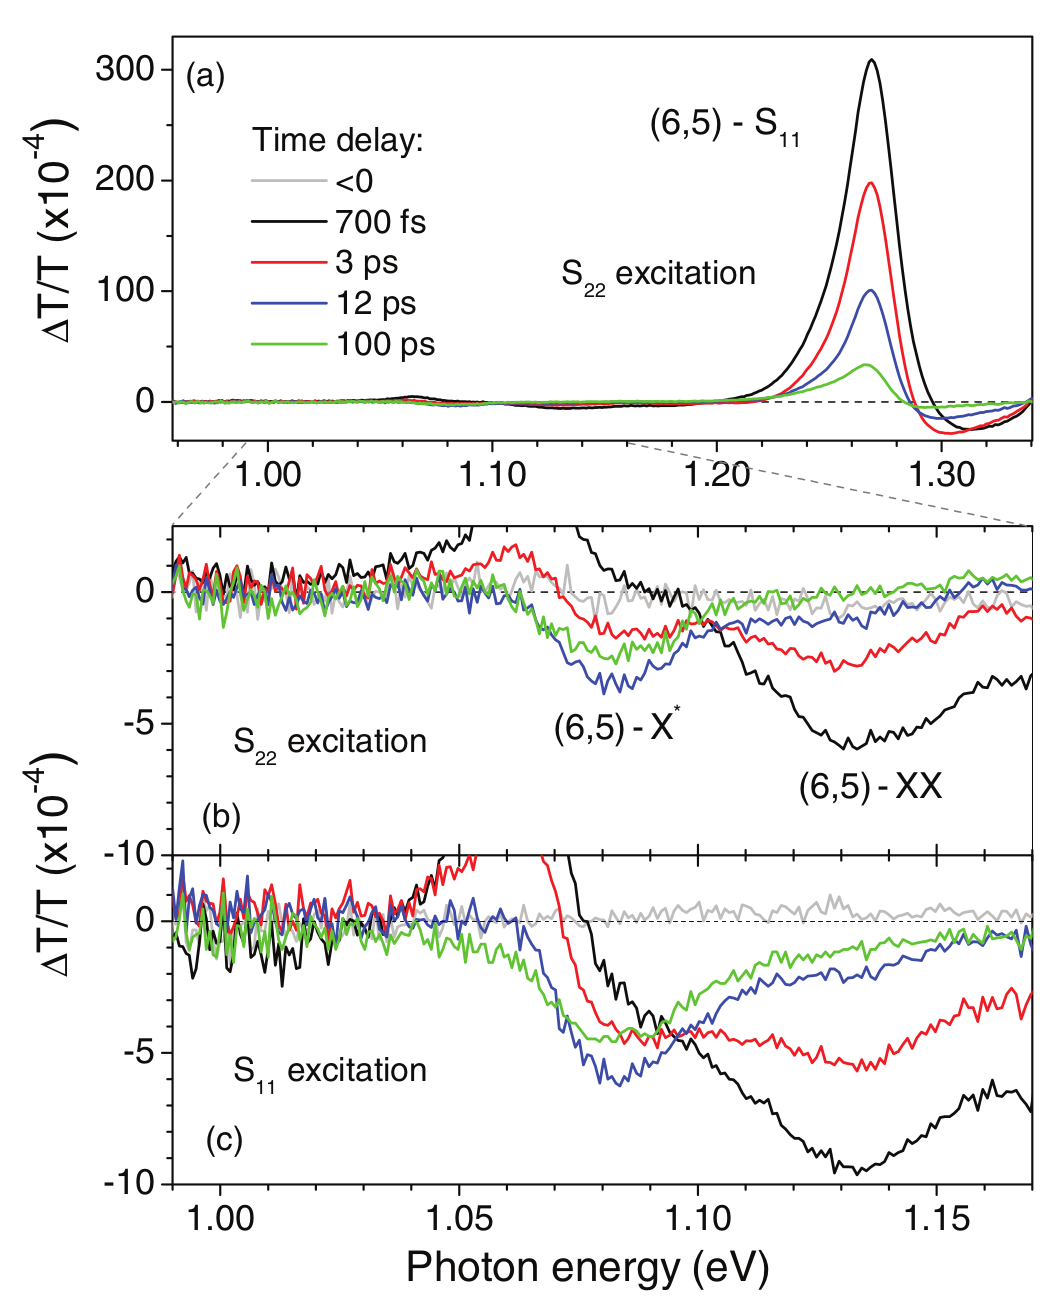 (a)
(6,5) - S₁₁
Time delay:
<0
700 fs
3 ps
12 ps
100 ps
S₂₂ excitation
300
200
100
0
ΔT/T (x10⁻⁴)
1.00 1.10 1.20 1.30
0
-5
-10
(6,5) - X*
S₂₂ excitation
(6,5) - XX
(b)
ΔT/T (x10⁻⁴)
0
-5
-10
S₁₁ excitation
(c)
1.00 1.05 1.10 1.15
Photon energy (eV)